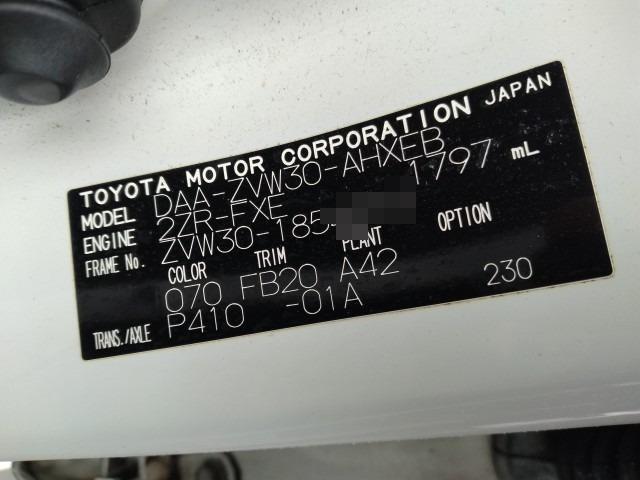 TOYOTA MOTOR CORPORATION JAPAN
MODEL DAA-ZVW30-AHXEB
ENGINE 2ZR-FXE 1797 mL
FRAME No. ZVW30-185
COLOR TRIM PLANT OPTION
070 FB20 A42
TRANS./AXLE P410 -01A 230